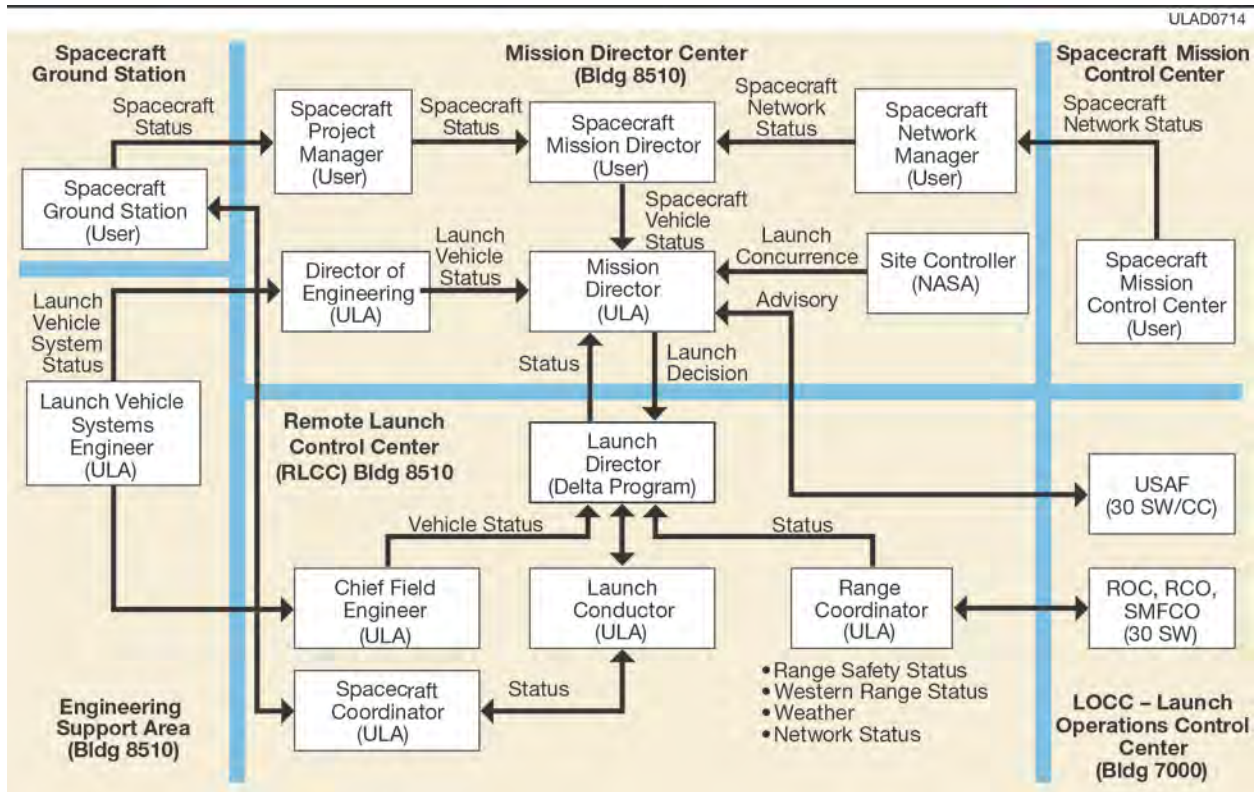 ULAD0714
Spacecraft
Ground Station
Mission Director Center
(Bldg 8510)
Spacecraft Mission
Control Center
Spacecraft
Status
Spacecraft
Project
Manager
(User)
Spacecraft
Status
Spacecraft
Mission Director
(User)
Spacecraft
Network
Status
Spacecraft
Network
Manager
(User)
Spacecraft
Network Status
Spacecraft
Ground Station
(User)
Spacecraft
Vehicle
Status
Launch
Vehicle
System
Status
Director of
Engineering
(ULA)
Launch
Vehicle
Status
Mission
Director
(ULA)
Launch
Concurrence
Advisory
Site Controller
(NASA)
Spacecraft
Mission
Control Center
(User)
Status
Launch
Decision
Launch Vehicle
Systems
Engineer
(ULA)
Remote Launch
Control Center
(RLCC) Bldg 8510
Launch
Director
(Delta Program)
USAF
(30 SW/CC)
Vehicle Status
Status
Chief Field
Engineer
(ULA)
Launch
Conductor
(ULA)
Range
Coordinator
(ULA)
ROC, RCO,
SMFCO
(30 SW)
Spacecraft
Coordinator
(ULA)
Status
• Range Safety Status
• Western Range Status
• Weather
• Network Status
Engineering
Support Area
(Bldg 8510)
LOCC – Launch
Operations Control
Center
(Bldg 7000)